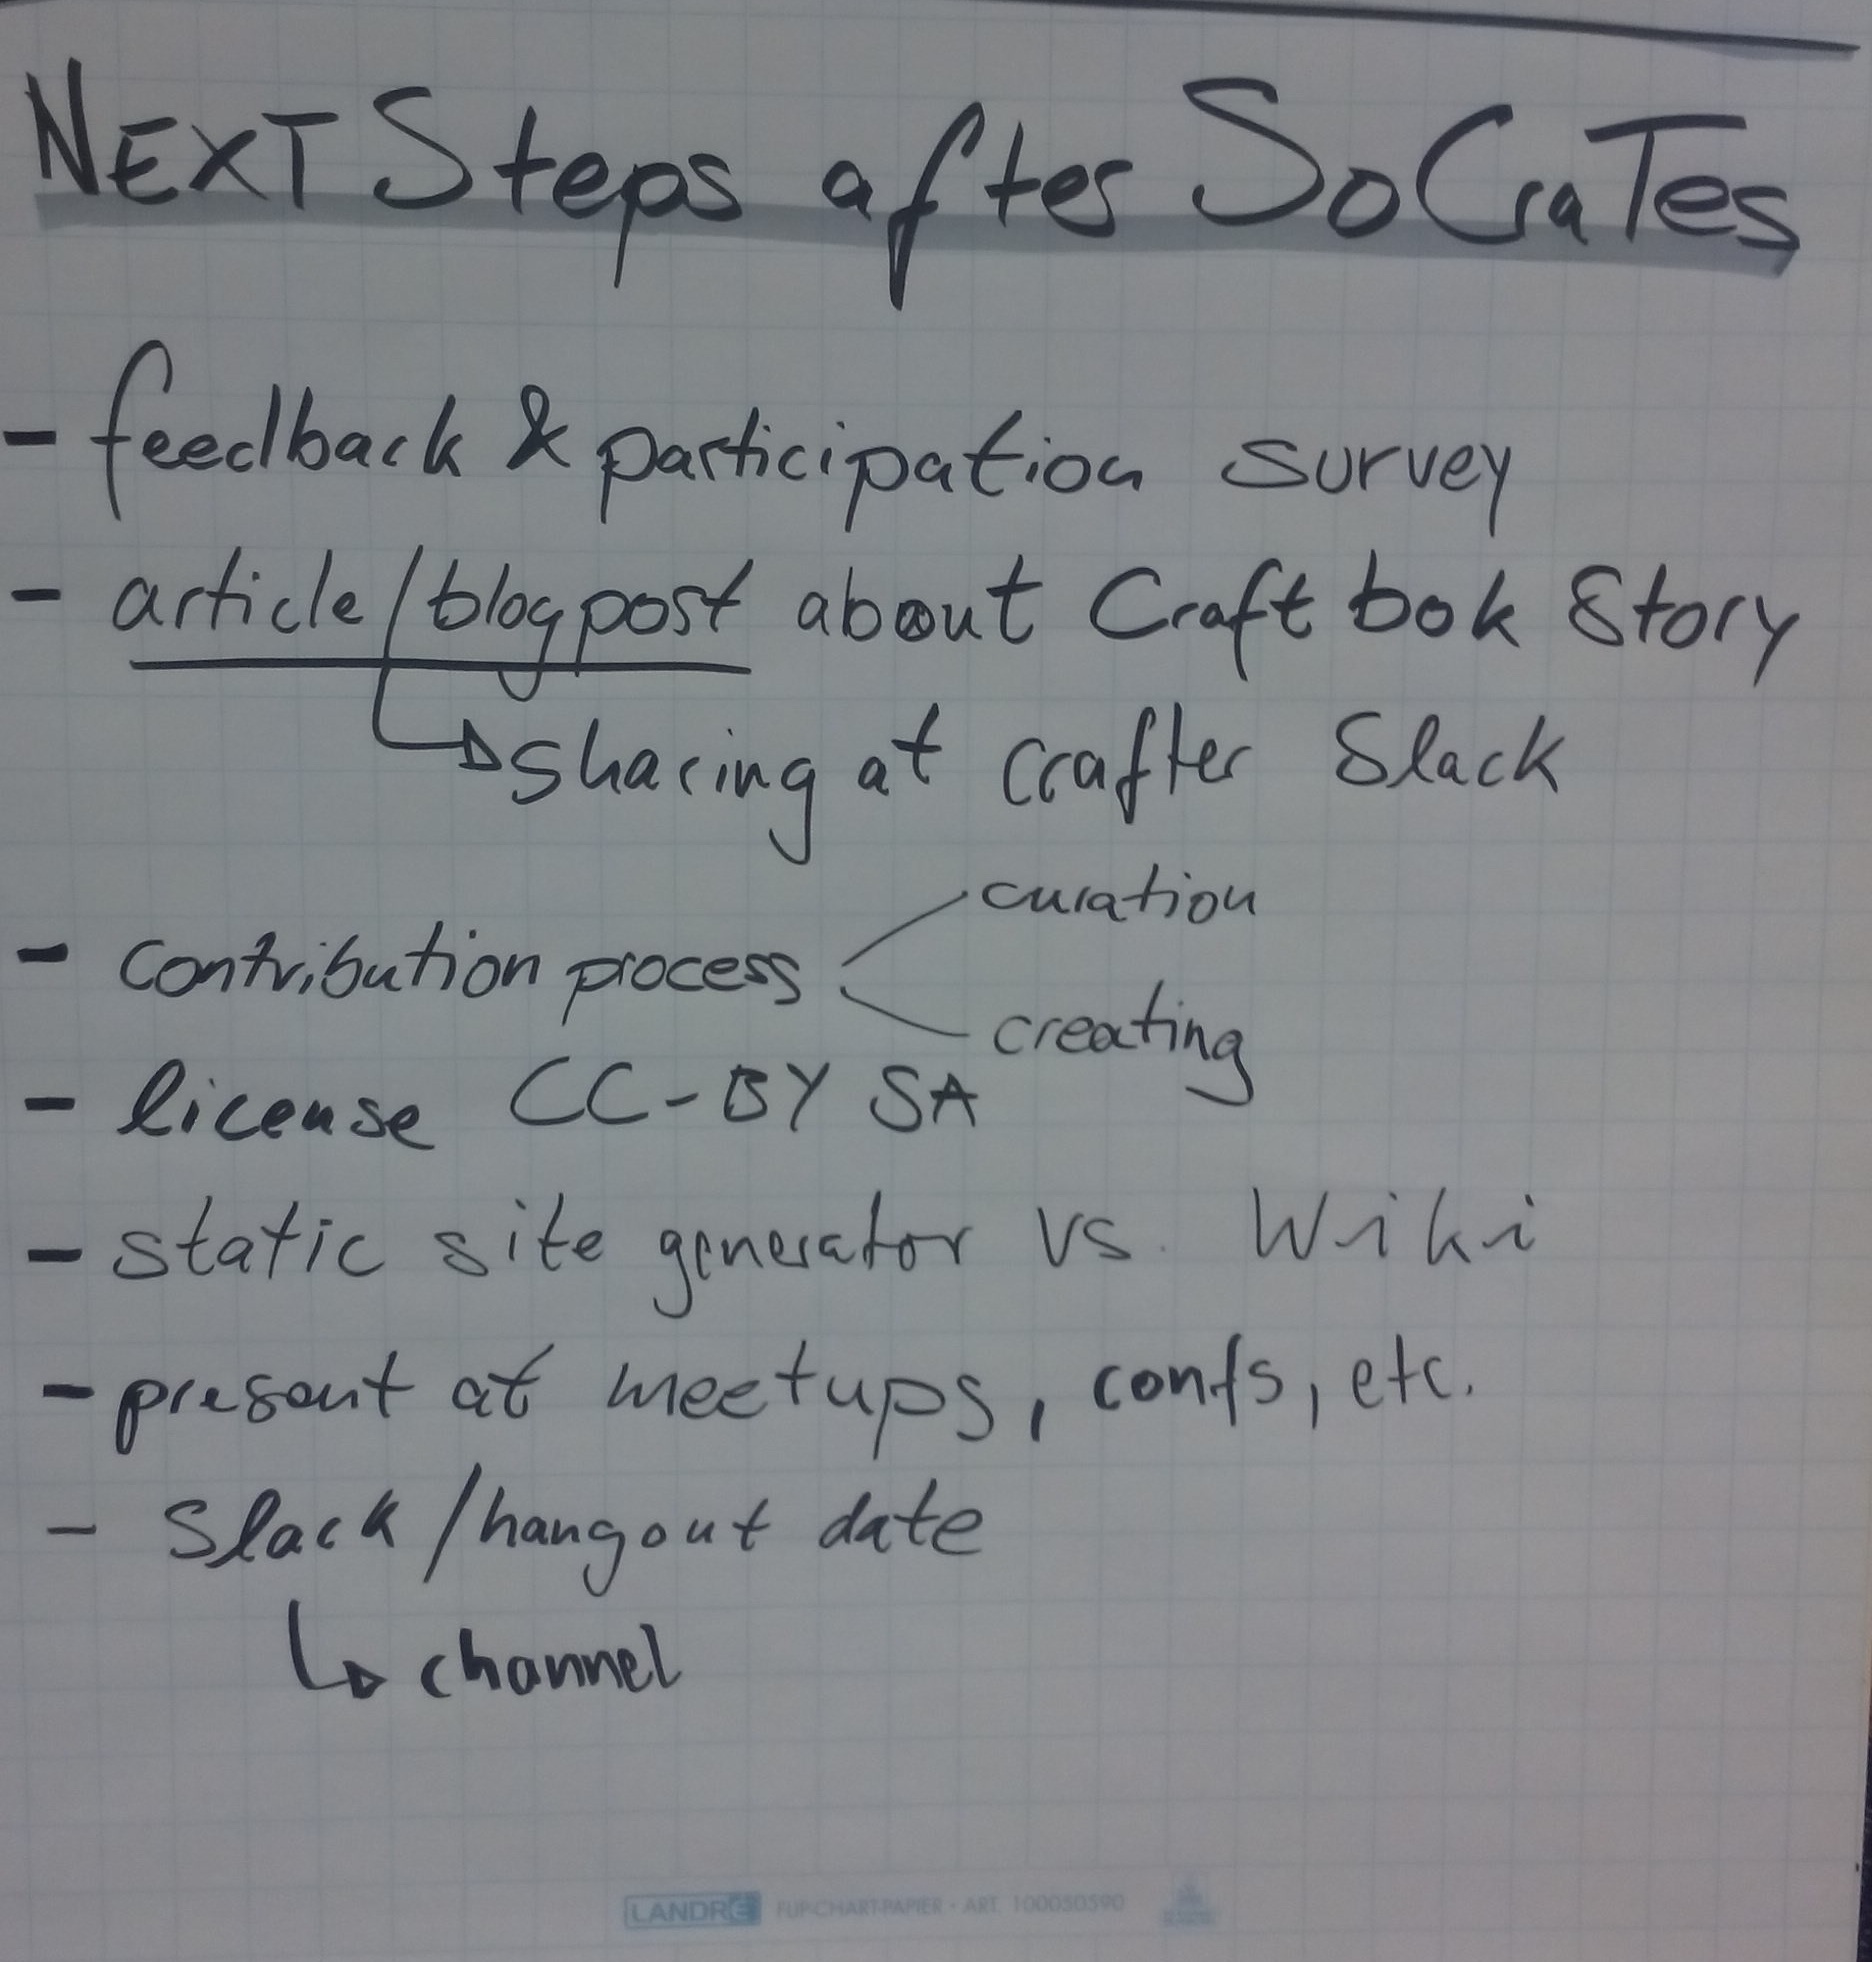 NEXT Steps after SoCraTes
- feedback & participation survey
- article/blogpost about Craft bok Story
sharing at crafter Slack
- contribution process
curation
creating
- license CC-BY SA
- static site generator vs. Wiki
- present at meetups, confs, etc.
- Slack/hangout date
channel
LANDRÉ FLIPCHART-PAPIER · ART. 100050590